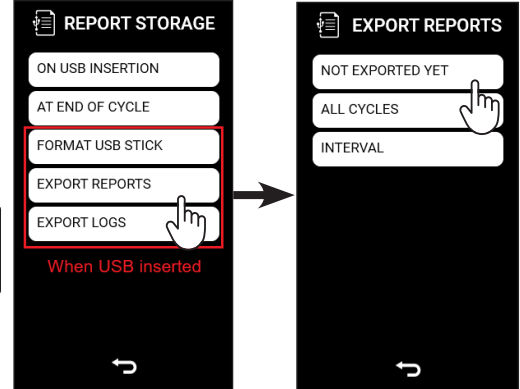 REPORT STORAGE
ON USB INSERTION
AT END OF CYCLE
FORMAT USB STICK
EXPORT REPORTS
EXPORT LOGS
When USB inserted
EXPORT REPORTS
NOT EXPORTED YET
ALL CYCLES
INTERVAL